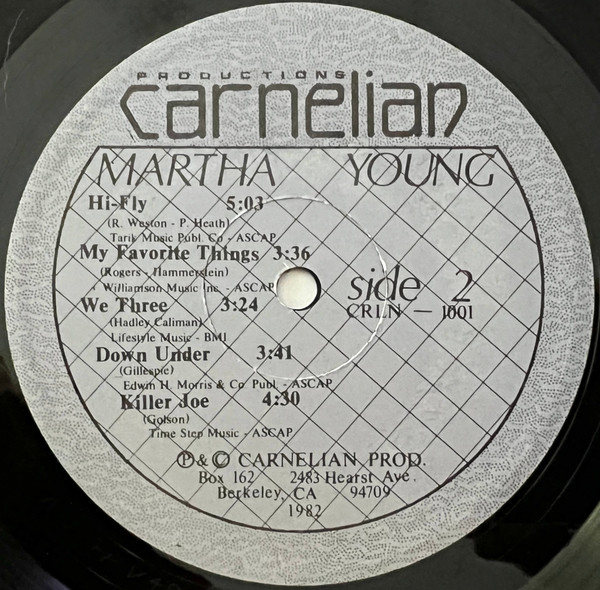 PRODUCTIONS
carnelian
MARTHA YOUNG
Hi-Fly 5:03
(R. Weston - P. Heath)
Tarik Music Publ. Co - ASCAP
My Favorite Things 3:36
(Rogers - Hammerstein)
Williamson Music Inc. - ASCAP
We Three 3:24
(Hadley Caliman)
Lifestyle Music - BMI
Down Under 3:41
(Gillespie)
Edwin H. Morris & Co. Publ. - ASCAP
Killer Joe 4:30
(Golson)
Time Step Music - ASCAP
side 2
CRLN — 1001
℗ & © CARNELIAN PROD.
Box 162 2483 Hearst Ave.
Berkeley, CA 94709
1982